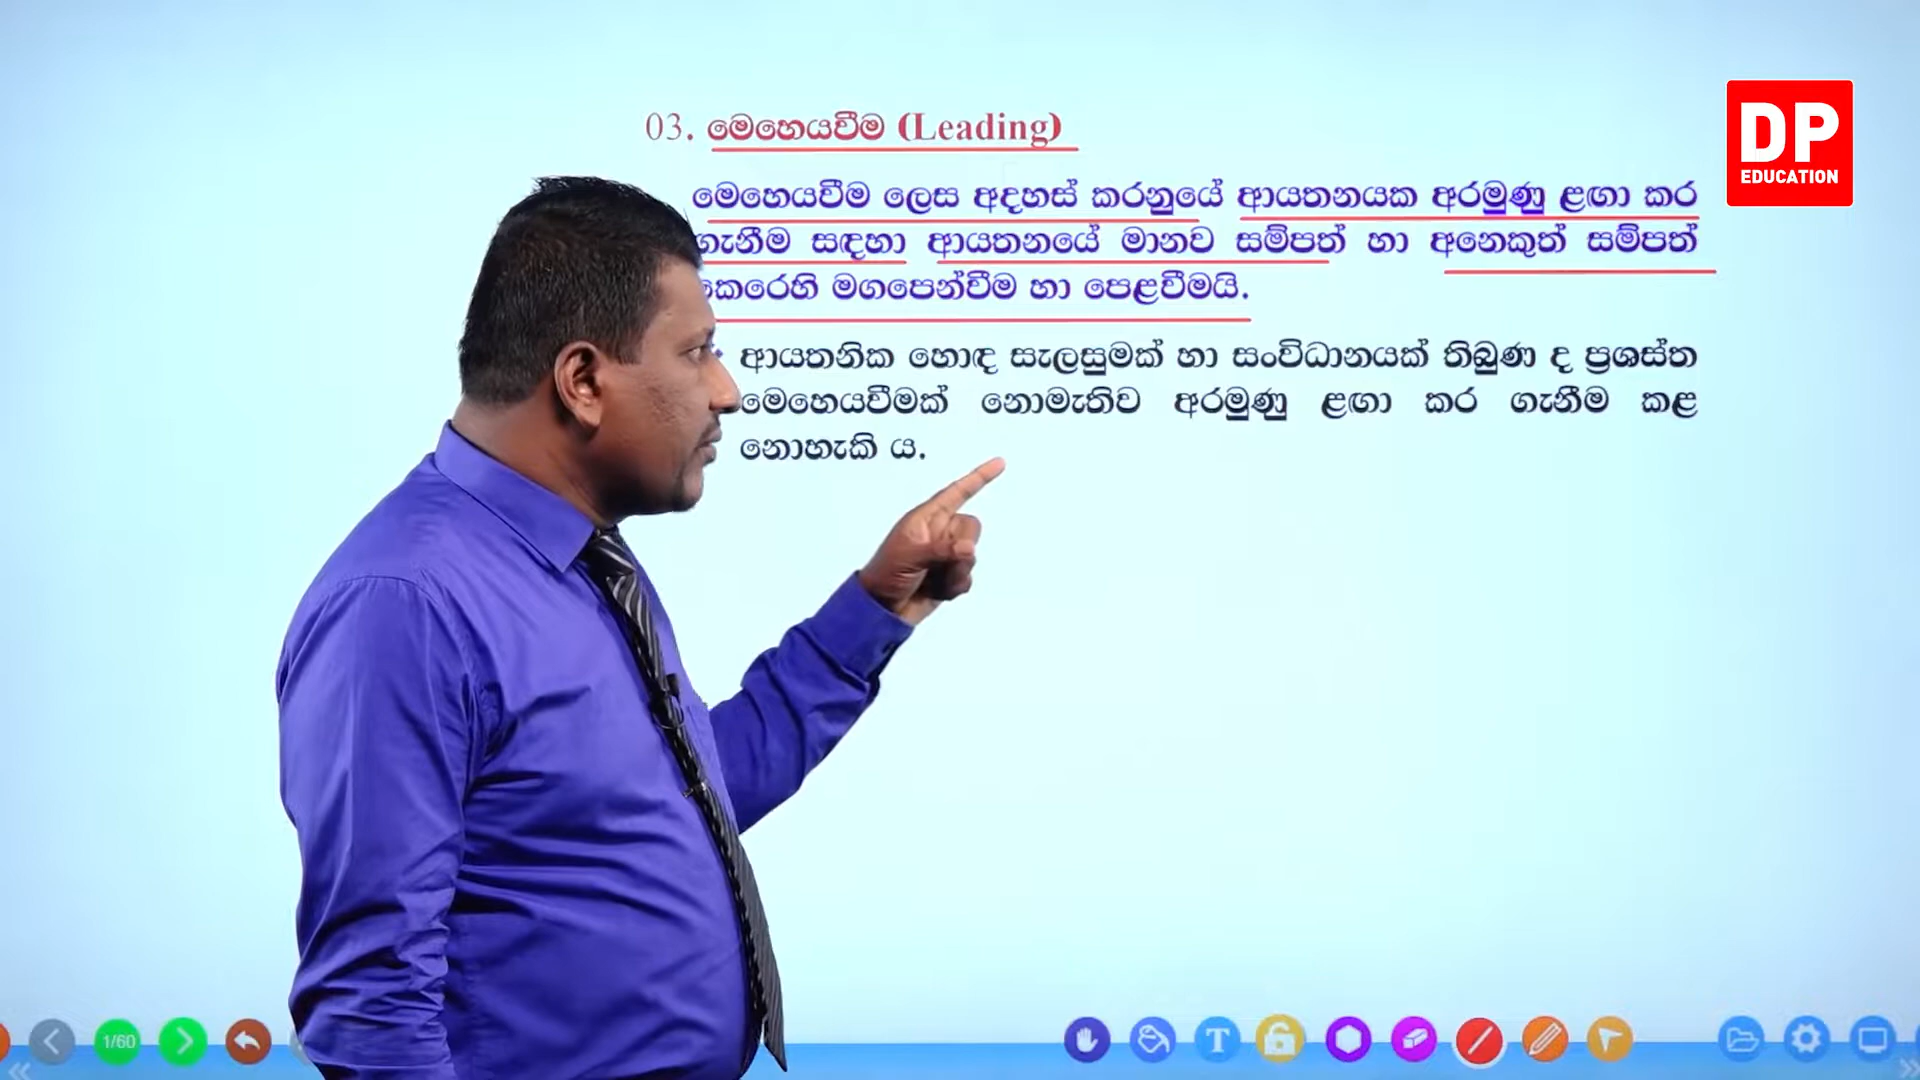 03. මෙහෙයවීම (Leading)
DP
EDUCATION
මෙහෙයවීම ලෙස අදහස් කරනුයේ ආයතනයක අරමුණු ළඟා කර
ගැනීම සඳහා ආයතනයේ මානව සම්පත් හා අනෙකුත් සම්පත්
කෙරෙහි මගපෙන්වීම හා පෙළවීමයි.
ආයතනික හොඳ සැලසුමක් හා සංවිධානයක් තිබුණ ද ප්‍රශස්ත
මෙහෙයවීමක් නොමැතිව අරමුණු ළඟා කර ගැනීම කළ
නොහැකි ය.
1/60
T